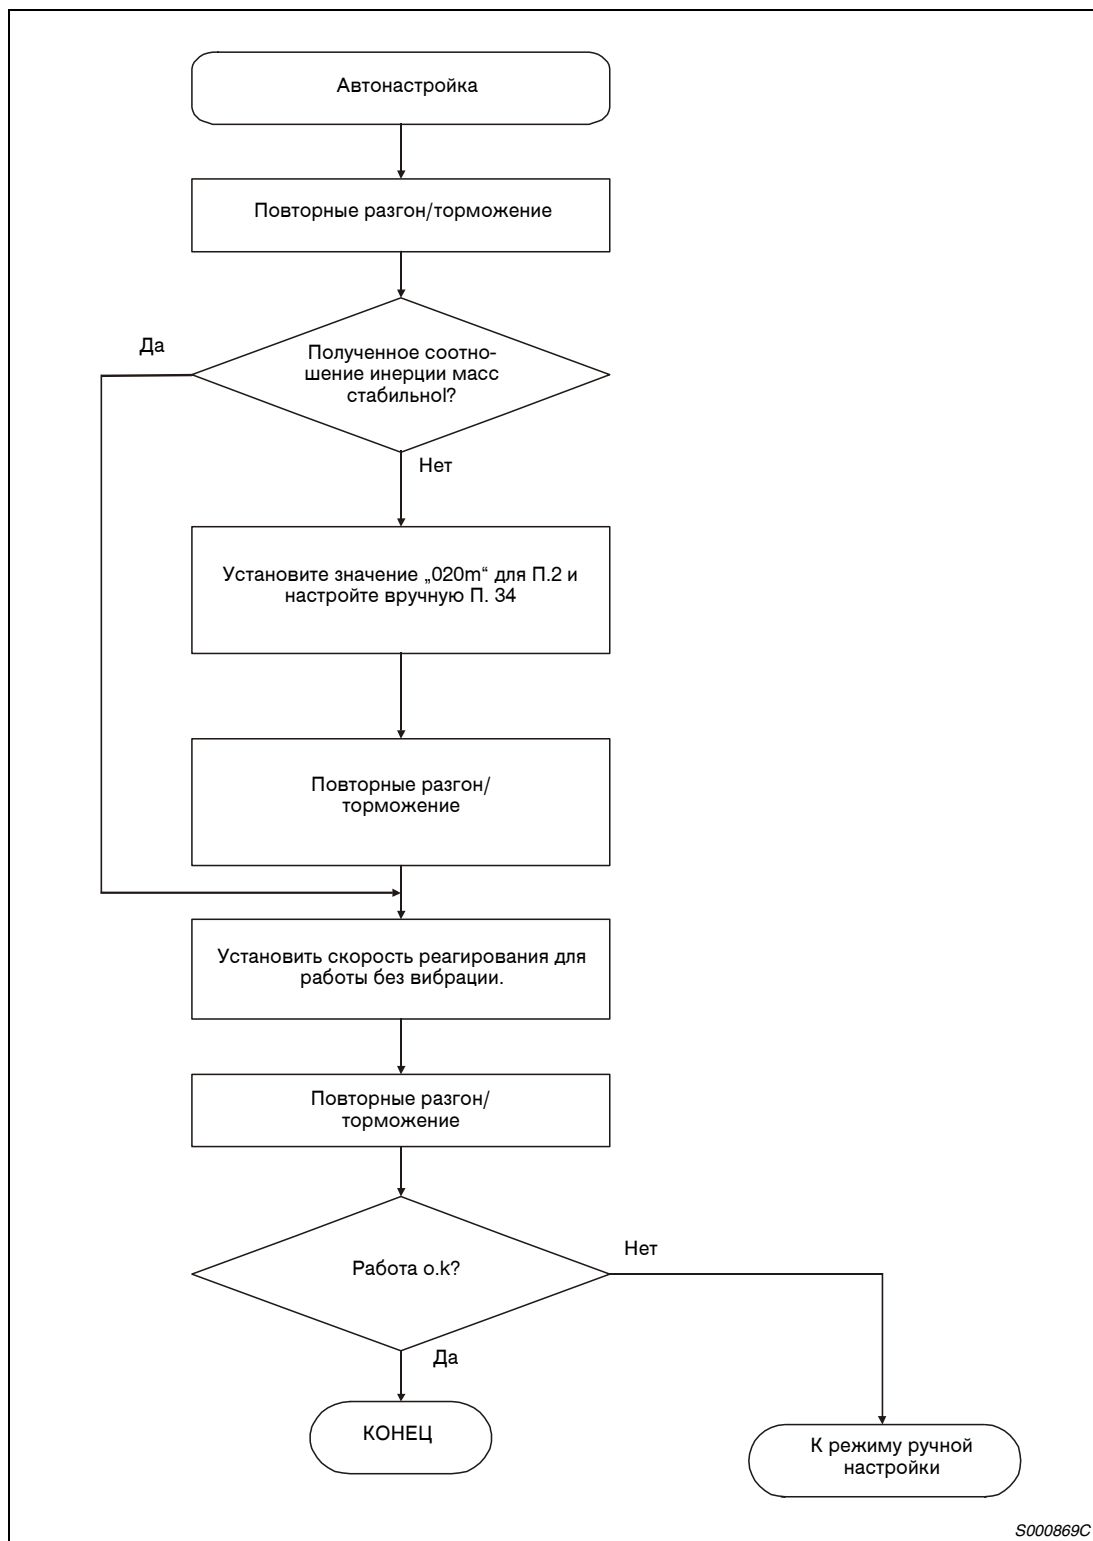 Автонастройка
Повторные разгон/торможение
Да
Полученное соотно-
шение инерции масс
стабильноl?
Нет
Установите значение „020m“ для П.2 и
настройте вручную П. 34
Повторные разгон/
торможение
Установить скорость реагирования для
работы без вибрации.
Повторные разгон/
торможение
Нет
Работа o.k?
Да
КОНЕЦ
К режиму ручной
настройки
S000869C